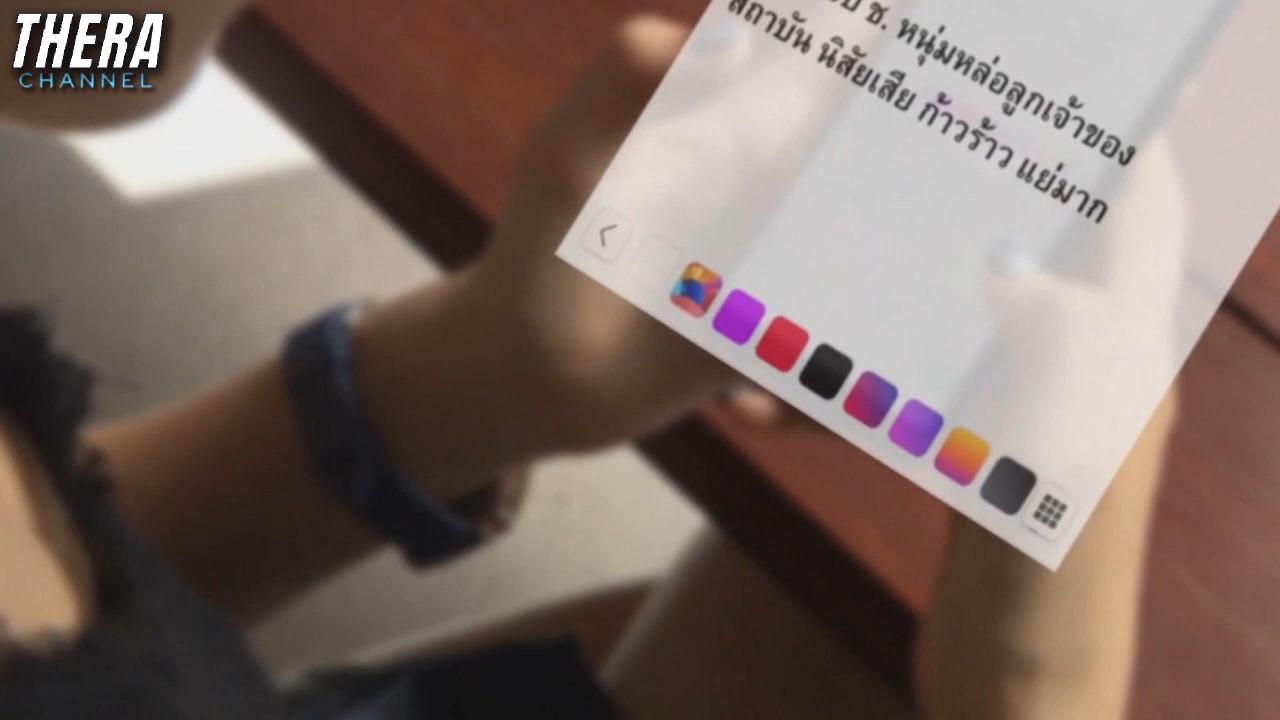 THERA
CHANNEL
ช. หนุ่มหล่อลูกเจ้าของ
สถาบัน นิสัยเสีย ก้าวร้าว แย่มาก